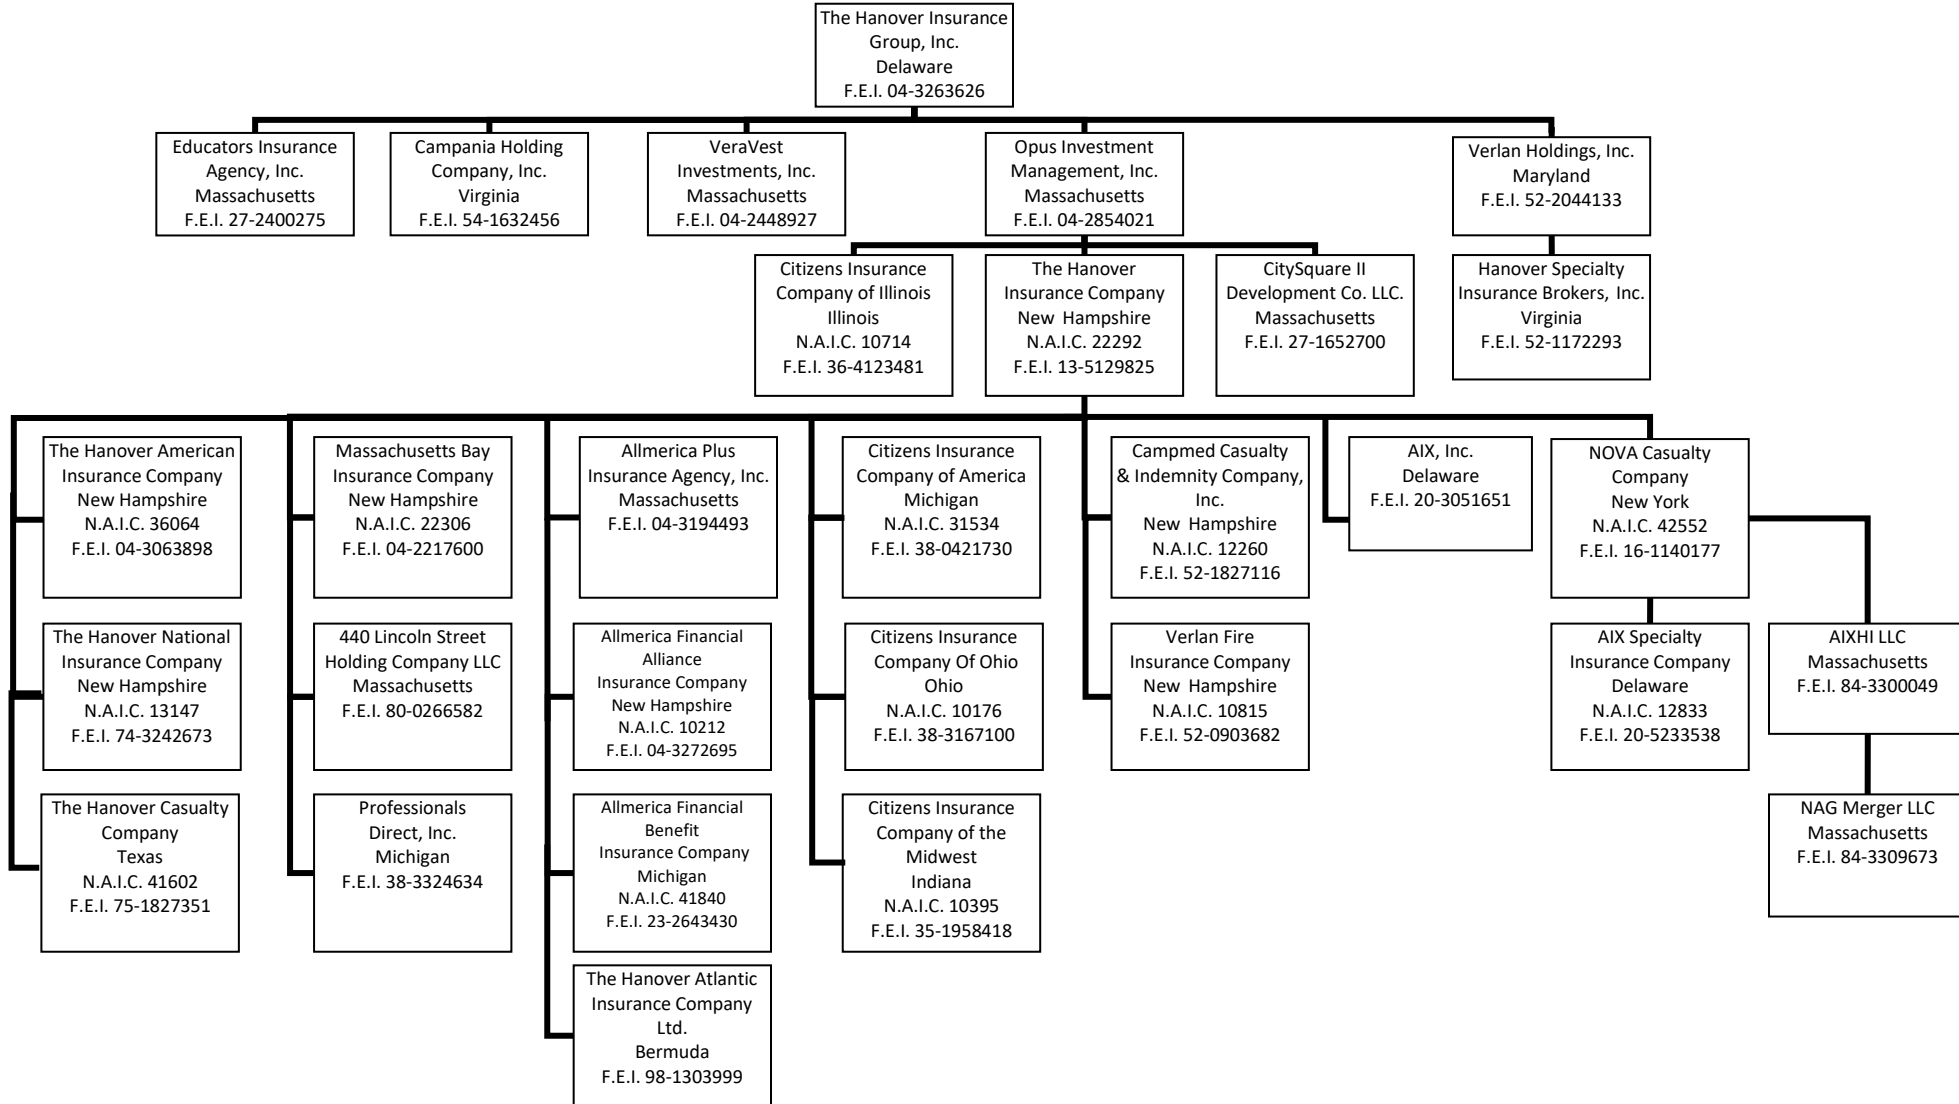 The Hanover Insurance
Group, Inc.
Delaware
F.E.I. 04-3263626
Educators Insurance
Agency, Inc.
Massachusetts
F.E.I. 27-2400275
Campania Holding
Company, Inc.
Virginia
F.E.I. 54-1632456
VeraVest
Investments, Inc.
Massachusetts
F.E.I. 04-2448927
Opus Investment
Management, Inc.
Massachusetts
F.E.I. 04-2854021
Verlan Holdings, Inc.
Maryland
F.E.I. 52-2044133
Citizens Insurance
Company of Illinois
Illinois
N.A.I.C. 10714
F.E.I. 36-4123481
The Hanover
Insurance Company
New Hampshire
N.A.I.C. 22292
F.E.I. 13-5129825
CitySquare II
Development Co. LLC.
Massachusetts
F.E.I. 27-1652700
Hanover Specialty
Insurance Brokers, Inc.
Virginia
F.E.I. 52-1172293
The Hanover American
Insurance Company
New Hampshire
N.A.I.C. 36064
F.E.I. 04-3063898
Massachusetts Bay
Insurance Company
New Hampshire
N.A.I.C. 22306
F.E.I. 04-2217600
Allmerica Plus
Insurance Agency, Inc.
Massachusetts
F.E.I. 04-3194493
Citizens Insurance
Company of America
Michigan
N.A.I.C. 31534
F.E.I. 38-0421730
Campmed Casualty
& Indemnity Company,
Inc.
New Hampshire
N.A.I.C. 12260
F.E.I. 52-1827116
AIX, Inc.
Delaware
F.E.I. 20-3051651
NOVA Casualty
Company
New York
N.A.I.C. 42552
F.E.I. 16-1140177
The Hanover National
Insurance Company
New Hampshire
N.A.I.C. 13147
F.E.I. 74-3242673
440 Lincoln Street
Holding Company LLC
Massachusetts
F.E.I. 80-0266582
Allmerica Financial
Alliance
Insurance Company
New Hampshire
N.A.I.C. 10212
F.E.I. 04-3272695
Citizens Insurance
Company Of Ohio
Ohio
N.A.I.C. 10176
F.E.I. 38-3167100
Verlan Fire
Insurance Company
New Hampshire
N.A.I.C. 10815
F.E.I. 52-0903682
AIX Specialty
Insurance Company
Delaware
N.A.I.C. 12833
F.E.I. 20-5233538
AIXHI LLC
Massachusetts
F.E.I. 84-3300049
The Hanover Casualty
Company
Texas
N.A.I.C. 41602
F.E.I. 75-1827351
Professionals
Direct, Inc.
Michigan
F.E.I. 38-3324634
Allmerica Financial
Benefit
Insurance Company
Michigan
N.A.I.C. 41840
F.E.I. 23-2643430
Citizens Insurance
Company of the
Midwest
Indiana
N.A.I.C. 10395
F.E.I. 35-1958418
NAG Merger LLC
Massachusetts
F.E.I. 84-3309673
The Hanover Atlantic
Insurance Company
Ltd.
Bermuda
F.E.I. 98-1303999